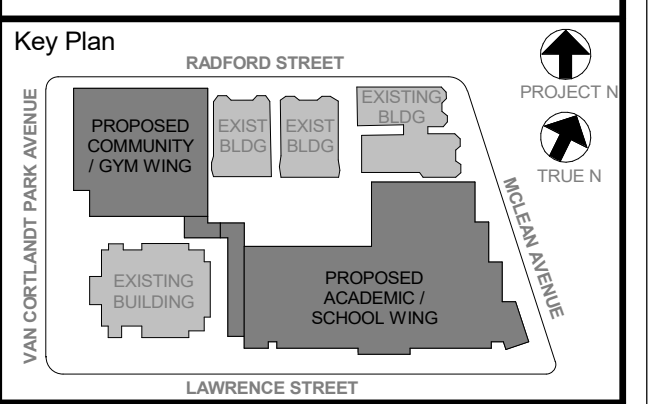 Key Plan
RADFORD STREET
PROJECT N
TRUE N
VAN CORTLANDT PARK AVENUE
PROPOSED
COMMUNITY
/ GYM WING
EXIST
BLDG
EXIST
BLDG
EXISTING
BLDG
MCLEAN AVENUE
EXISTING
BUILDING
PROPOSED
ACADEMIC /
SCHOOL WING
LAWRENCE STREET